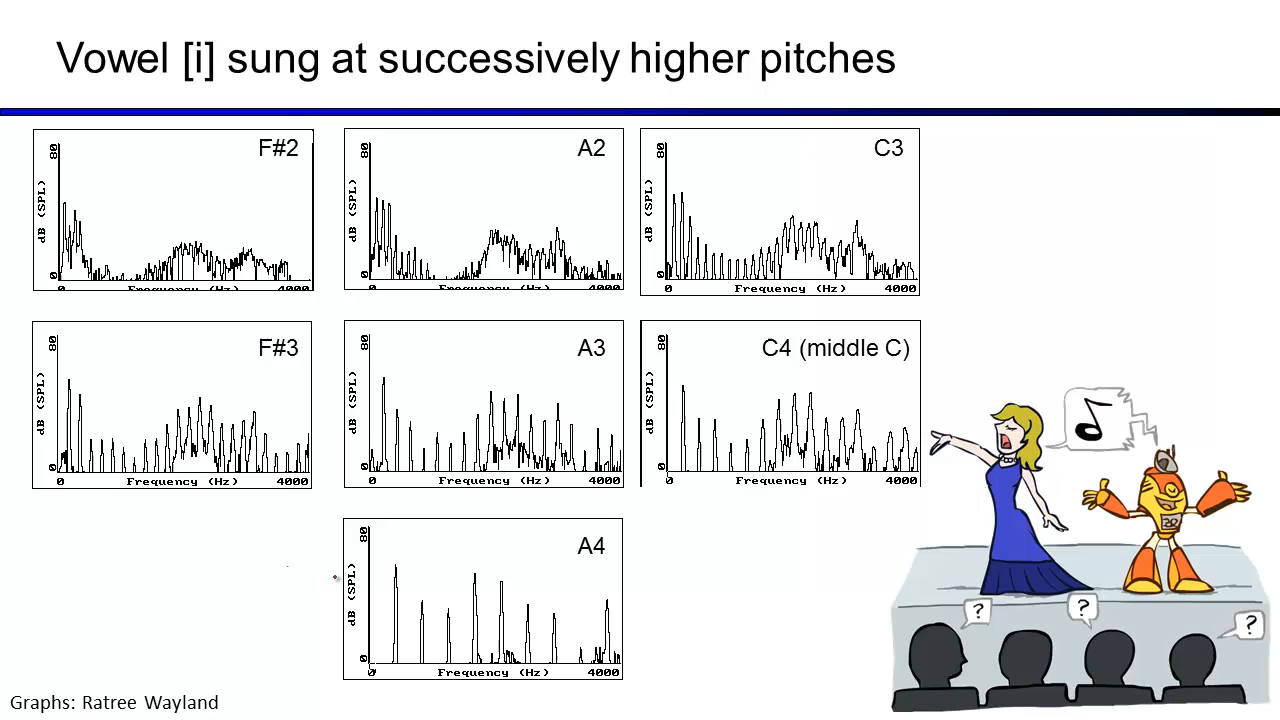 Vowel [i] sung at successively higher pitches
F#2
80
dB (SPL)
0
0 Frequency (Hz) 4000
A2
80
dB (SPL)
0
0 Frequency (Hz) 4000
C3
80
dB (SPL)
0
0 Frequency (Hz) 4000
F#3
80
dB (SPL)
0
0 Frequency (Hz) 4000
A3
80
dB (SPL)
0
0 Frequency (Hz) 4000
C4 (middle C)
80
dB (SPL)
0
0 Frequency (Hz) 4000
A4
80
dB (SPL)
0
0 Frequency (Hz) 4000
?
?
?
Graphs: Ratree Wayland